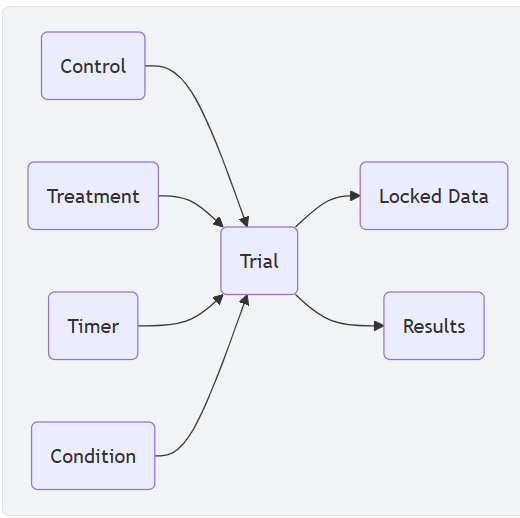 Control
Treatment
Locked Data
Trial
Timer
Results
Condition